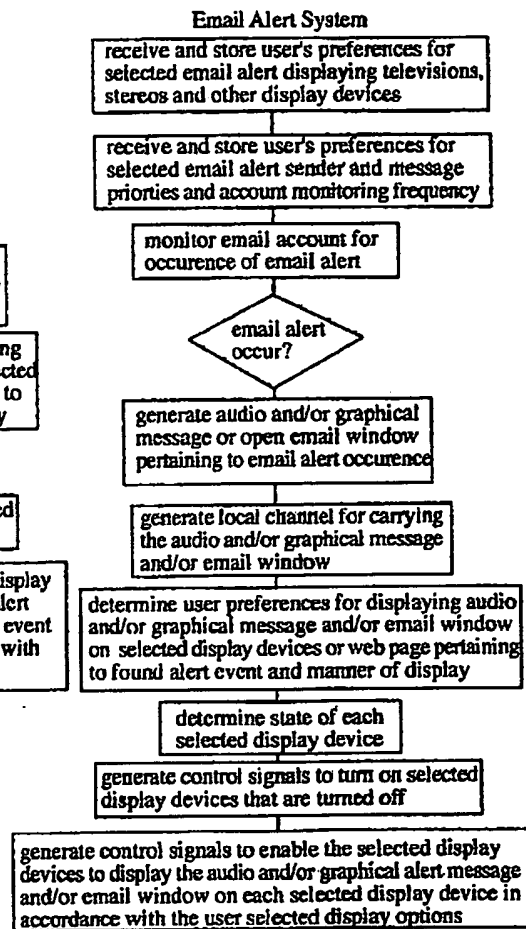 Email Alert System
receive and store user's preferences for
selected email alert displaying televisions,
stereos and other display devices
receive and store user's preferences for
selected email alert sender and message
priorties and account monitoring frequency
monitor email account for
occurence of email alert
email alert
occur?
generate audio and/or graphical
message or open email window
pertaining to email alert occurence
generate local channel for carrying
the audio and/or graphical message
and/or email window
determine user preferences for displaying audio
and/or graphical message and/or email window
on selected display devices or web page pertaining
to found alert event and manner of display
determine state of each
selected display device
generate control signals to turn on selected
display devices that are turned off
generate control signals to enable the selected display
devices to display the audio and/or graphical alert message
and/or email window on each selected display device in
accordance with the user selected display options
to
event
with